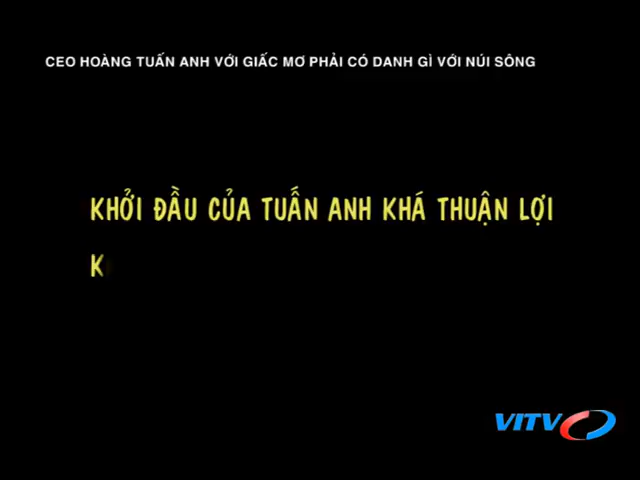 CEO HOÀNG TUẤN ANH VỚI GIẤC MƠ PHẢI CÓ DANH GÌ VỚI NÚI SÔNG
KHỞI ĐẦU CỦA TUẤN ANH KHÁ THUẬN LỢI
K
VITV